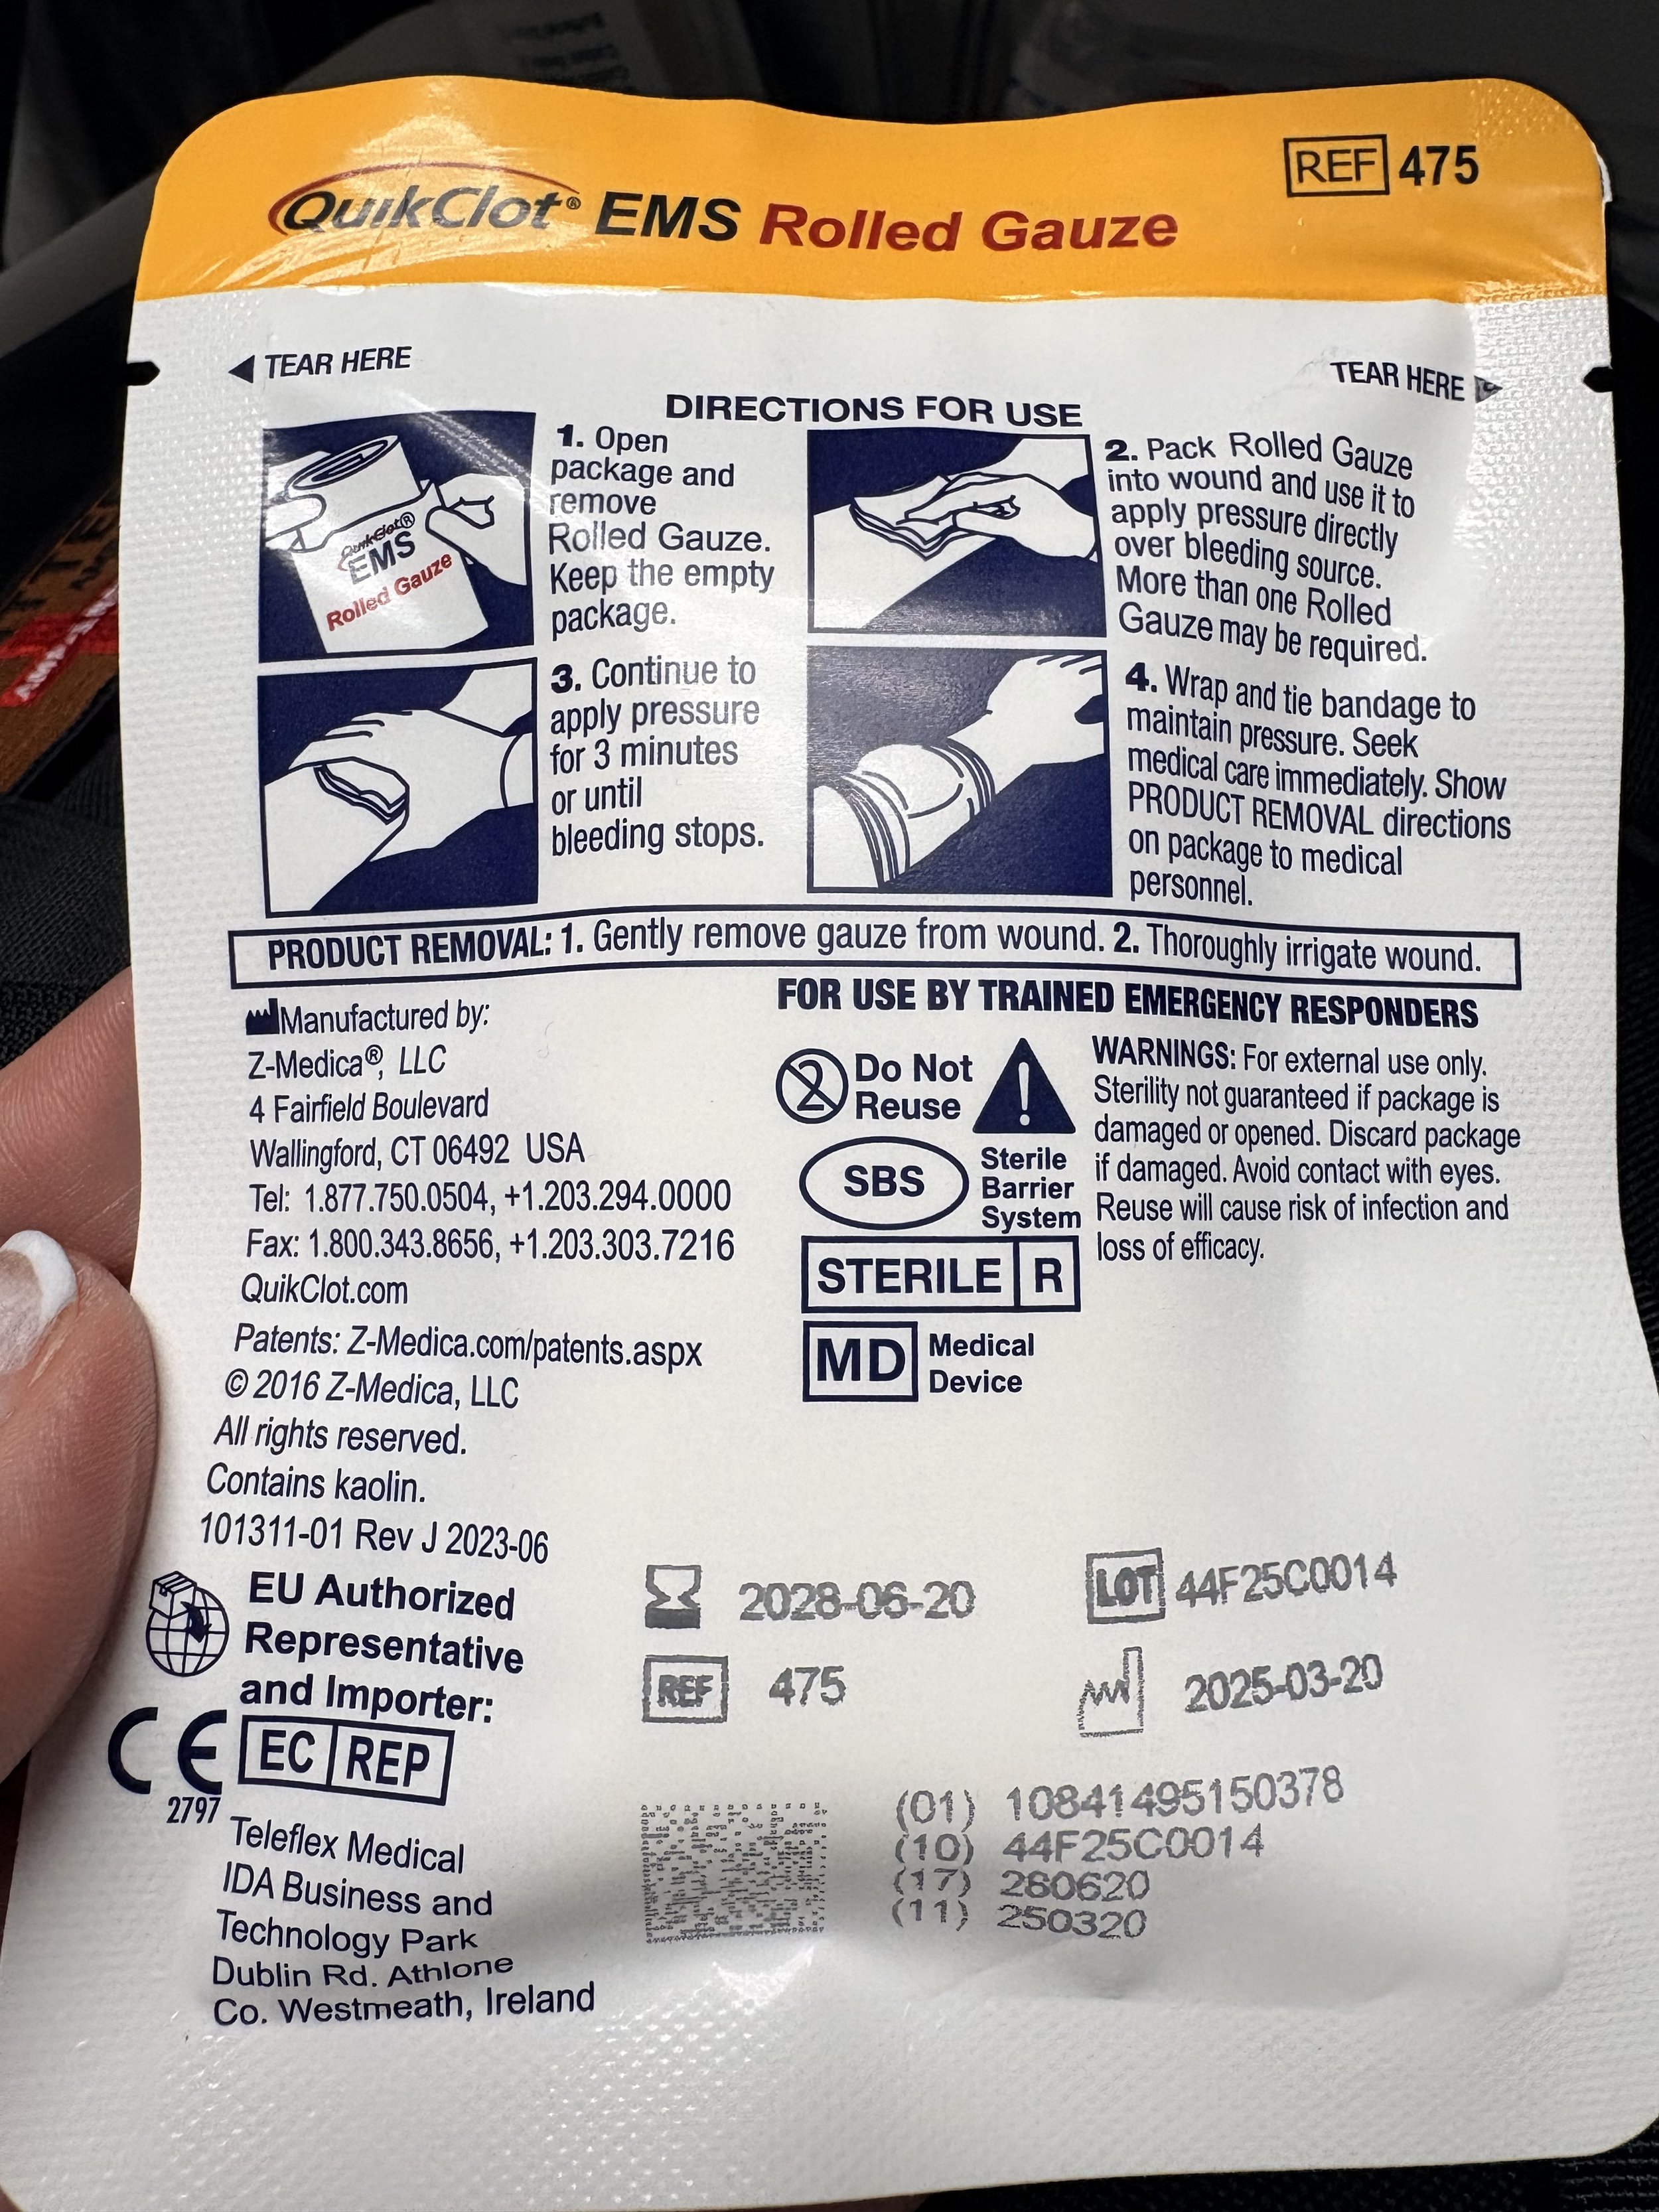 QuikClot® EMS Rolled Gauze
REF 475
TEAR HERE
TEAR HERE
DIRECTIONS FOR USE
QuikClot®
EMS
Rolled Gauze
1. Open
package and
remove
Rolled Gauze.
Keep the empty
package.
2. Pack Rolled Gauze
into wound and use it to
apply pressure directly
over bleeding source.
More than one Rolled
Gauze may be required.
3. Continue to
apply pressure
for 3 minutes
or until
bleeding stops.
4. Wrap and tie bandage to
maintain pressure. Seek
medical care immediately. Show
PRODUCT REMOVAL directions
on package to medical
personnel.
PRODUCT REMOVAL: 1. Gently remove gauze from wound. 2. Thoroughly irrigate wound.
Manufactured by:
Z-Medica®, LLC
4 Fairfield Boulevard
Wallingford, CT 06492 USA
Tel: 1.877.750.0504, +1.203.294.0000
Fax: 1.800.343.8656, +1.203.303.7216
QuikClot.com
Patents: Z-Medica.com/patents.aspx
© 2016 Z-Medica, LLC
All rights reserved.
Contains kaolin.
101311-01 Rev J 2023-06
FOR USE BY TRAINED EMERGENCY RESPONDERS
2
Do Not
Reuse
SBS
Sterile
Barrier
System
STERILE R
MD
Medical
Device
WARNINGS: For external use only.
Sterility not guaranteed if package is
damaged or opened. Discard package
if damaged. Avoid contact with eyes.
Reuse will cause risk of infection and
loss of efficacy.
EU Authorized
Representative
and Importer:
CE
2797
EC REP
Teleflex Medical
IDA Business and
Technology Park
Dublin Rd. Athlone
Co. Westmeath, Ireland
2028-06-20
LOT 44F25C0014
REF 475
2025-03-20
(01) 10841495150378
(10) 44F25C0014
(17) 280620
(11) 250320